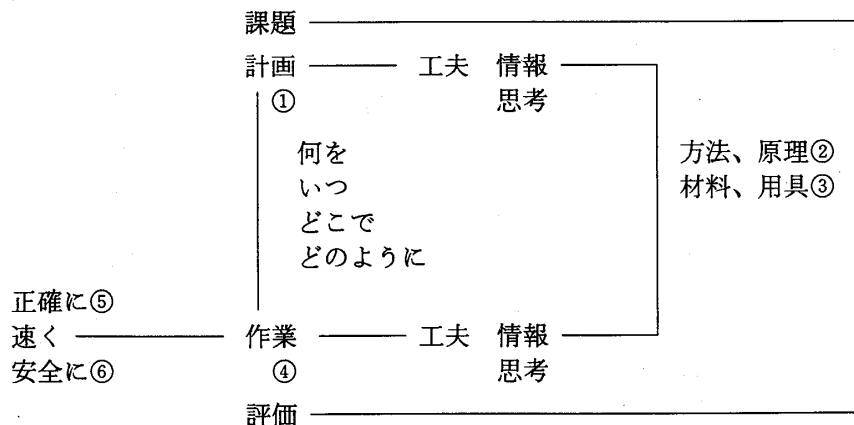 課題
計画 工夫 情報
① 思考
何を
いつ
どこで
どのように
方法、原理②
材料、用具③
正確に⑤
速く 作業 工夫 情報
安全に⑥ ④ 思考
評価